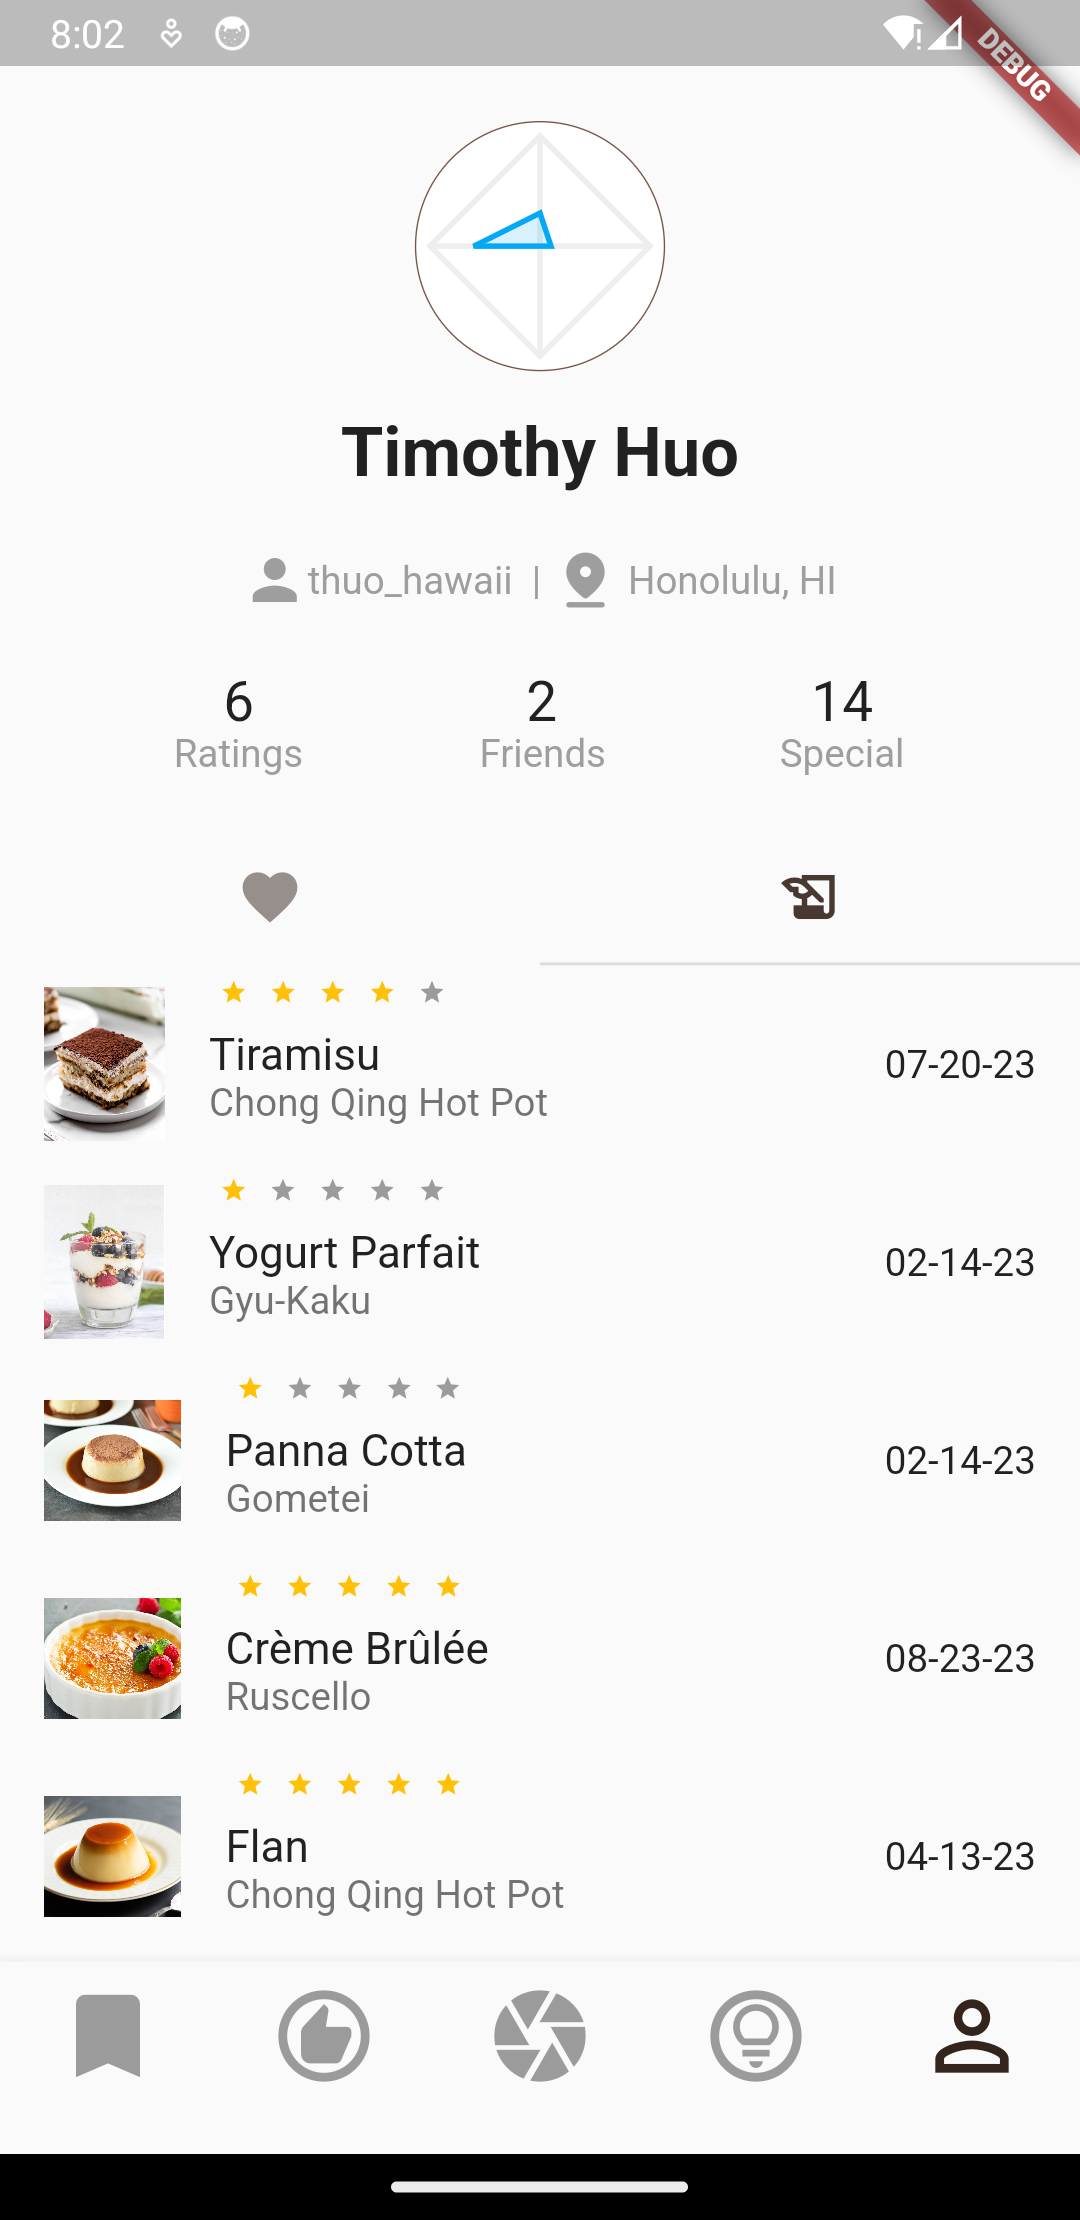 8:02
DEBUG
Timothy Huo
thuo_hawaii | Honolulu, HI
6 2 14
Ratings Friends Special
Tiramisu
Chong Qing Hot Pot
07-20-23
Yogurt Parfait
Gyu-Kaku
02-14-23
Panna Cotta
Gometei
02-14-23
Crème Brûlée
Ruscello
08-23-23
Flan
Chong Qing Hot Pot
04-13-23